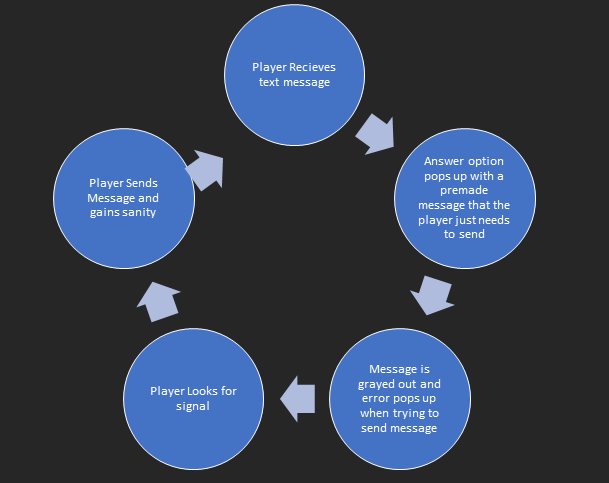 Player Recieves
text message
Answer option
pops up with a
premade
message that the
player just needs
to send
Message is
grayed out and
error pops up
when trying to
send message
Player Looks for
signal
Player Sends
Message and
gains sanity